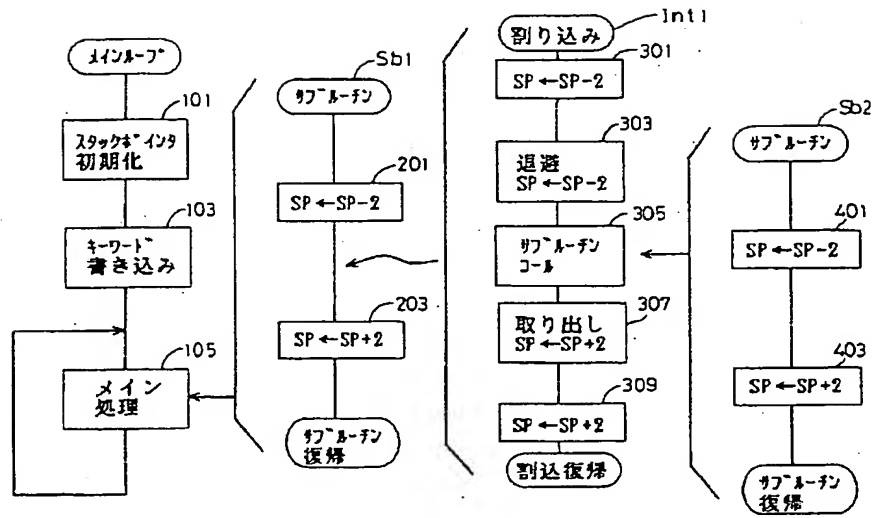 メインループ
101
スタックポインタ
初期化
103
キーワード
書き込み
105
メイン
処理
Sb1
サブルーチン
201
SP←SP-2
203
SP←SP+2
サブルーチン
復帰
Int1
割り込み
301
SP←SP-2
303
退避
SP←SP-2
305
サブルーチン
コール
307
取り出し
SP←SP+2
309
SP←SP+2
割込復帰
Sb2
サブルーチン
401
SP←SP-2
403
SP←SP+2
サブルーチン
復帰